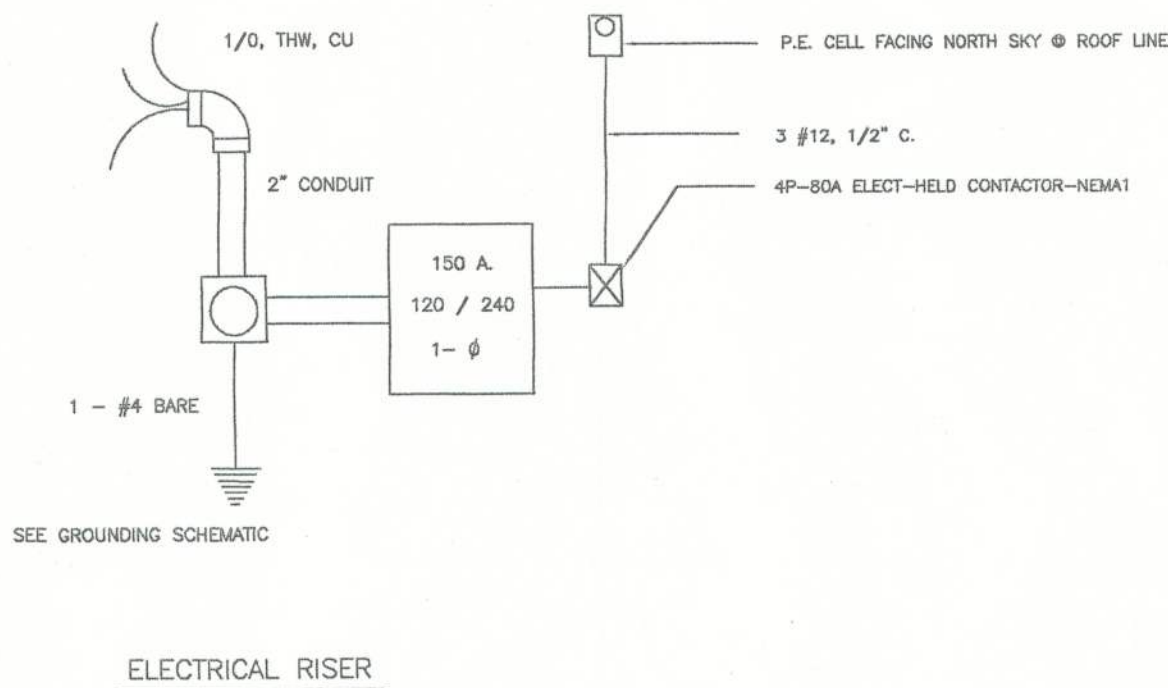 1/0, THW, CU
P.E. CELL FACING NORTH SKY @ ROOF LINE
3 #12, 1/2" C.
2" CONDUIT
4P-80A ELECT-HELD CONTACTOR-NEMA1
150 A.
120 / 240
1- ϕ
1 - #4 BARE
SEE GROUNDING SCHEMATIC
ELECTRICAL RISER